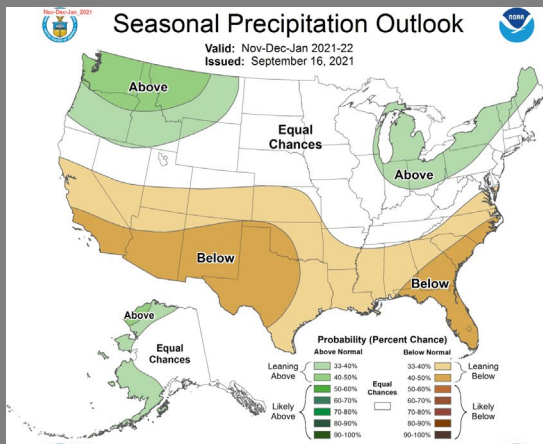 Nov-Dec-Jan_2021
Seasonal Precipitation Outlook
NOAA
Valid: Nov-Dec-Jan 2021-22
Issued: September 16, 2021
Above
Equal
Chances
Above
Below
Below
Above
Equal
Chances
Probability (Percent Chance)
Above Normal
Below Normal
Leaning
Above
33-40%
40-50%
Likely
Above
50-60%
60-70%
70-80%
80-90%
90-100%
Equal
Chances
33-40%
40-50%
Leaning
Below
50-60%
60-70%
70-80%
80-90%
90-100%
Likely
Below